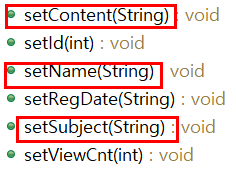 setContent(String) : void
setId(int) : void
setName(String) void
setRegDate(String) : void
setSubject(String) : void
setViewCnt(int) : void